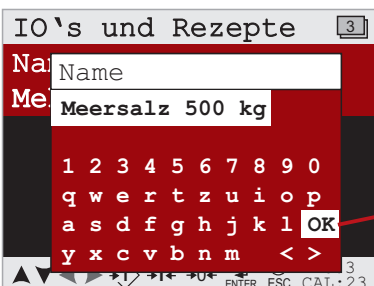 IO's und Rezepte 3
Na
Name
Me
Meersalz 500 kg
1 2 3 4 5 6 7 8 9 0
q w e r t z u i o p
a s d f g h j k l OK
y x c v b n m < >
→T← →0← ENTER ESC CAL:23
3